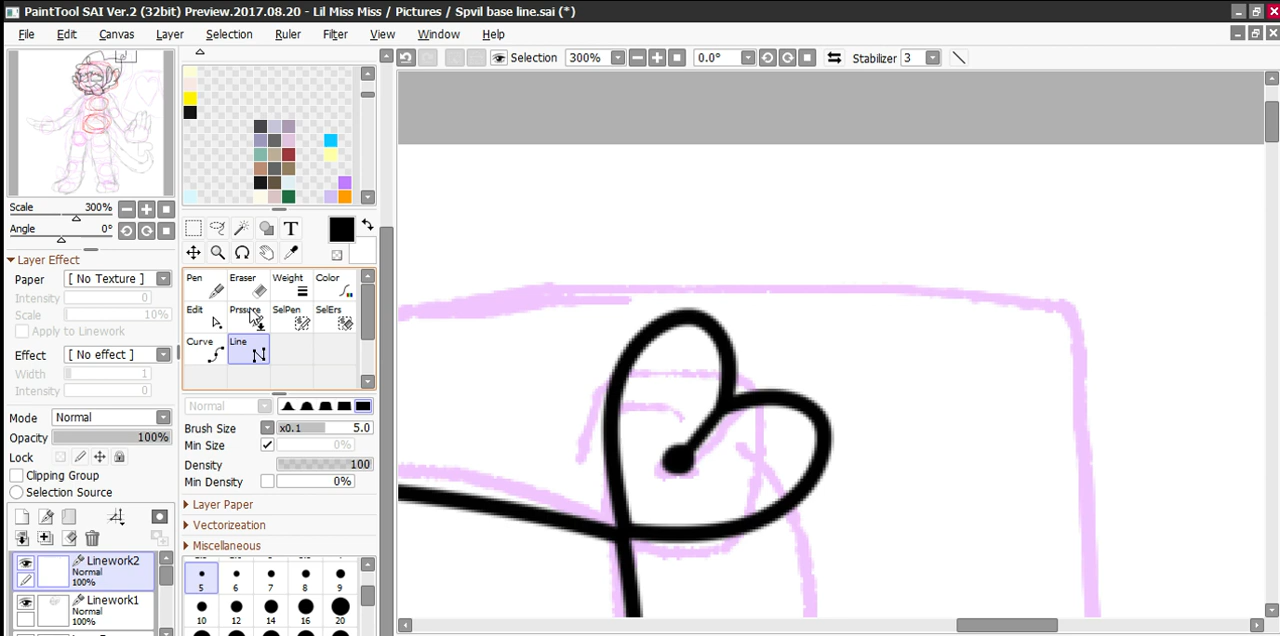 PaintTool SAI Ver.2 (32bit) Preview.2017.08.20 - Lil Miss Miss / Pictures / Spvil base line.sai (*)
File Edit Canvas Layer Selection Ruler Filter View Window Help
Selection 300% 0.0° Stabilizer 3
Scale 300%
Angle 0°
Layer Effect
Paper [ No Texture ]
Intensity 0
Scale 10%
Apply to Linework
Effect [ No effect ]
Width 1
Intensity 0
Mode Normal
Opacity 100%
Lock
Clipping Group
Selection Source
Linework2
Normal
100%
Linework1
Normal
100%
T
Pen Eraser Weight Color
Edit Prssure SelPen SelErs
Curve Line
Normal
Brush Size x0.1 5.0
Min Size 0%
Density 100
Min Density 0%
Layer Paper
Vectorization
Miscellaneous
5 6 7 8 9
10 12 14 16 20